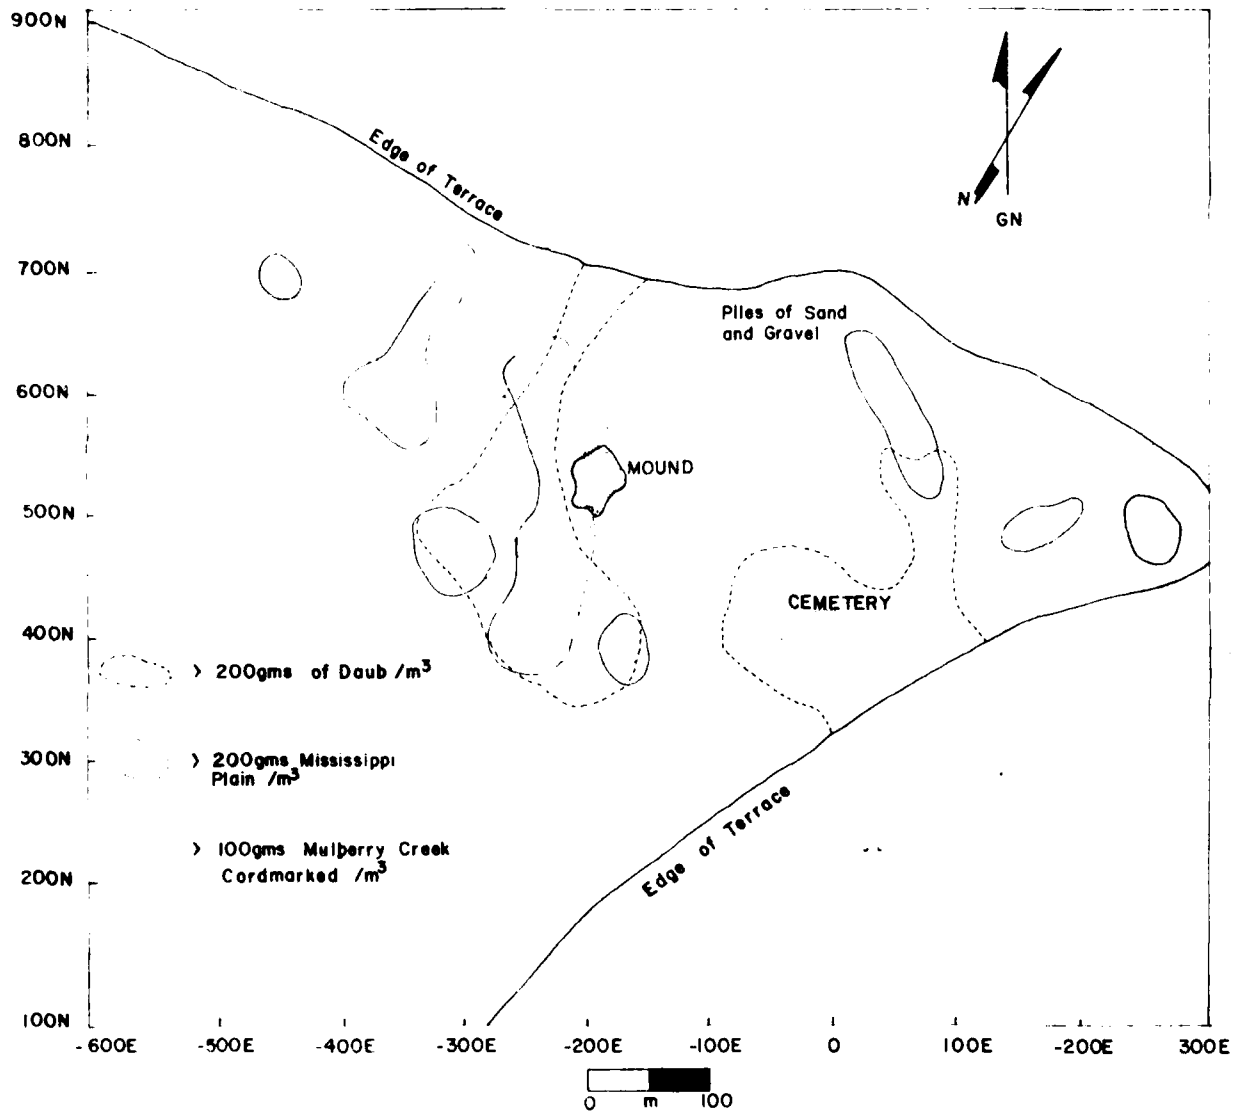 900N
800N
Edge of Terrace
N
GN
700N
Piles of Sand
and Gravel
600N
MOUND
500N
CEMETERY
400N
> 200gms of Daub /m³
300N
> 200gms Mississippi
Plain /m³
Edge of Terrace
> 100gms Mulberry Creek
Cordmarked /m³
200N
100N
-600E -500E -400E -300E -200E -100E 0 100E -200E 300E
0 m 100